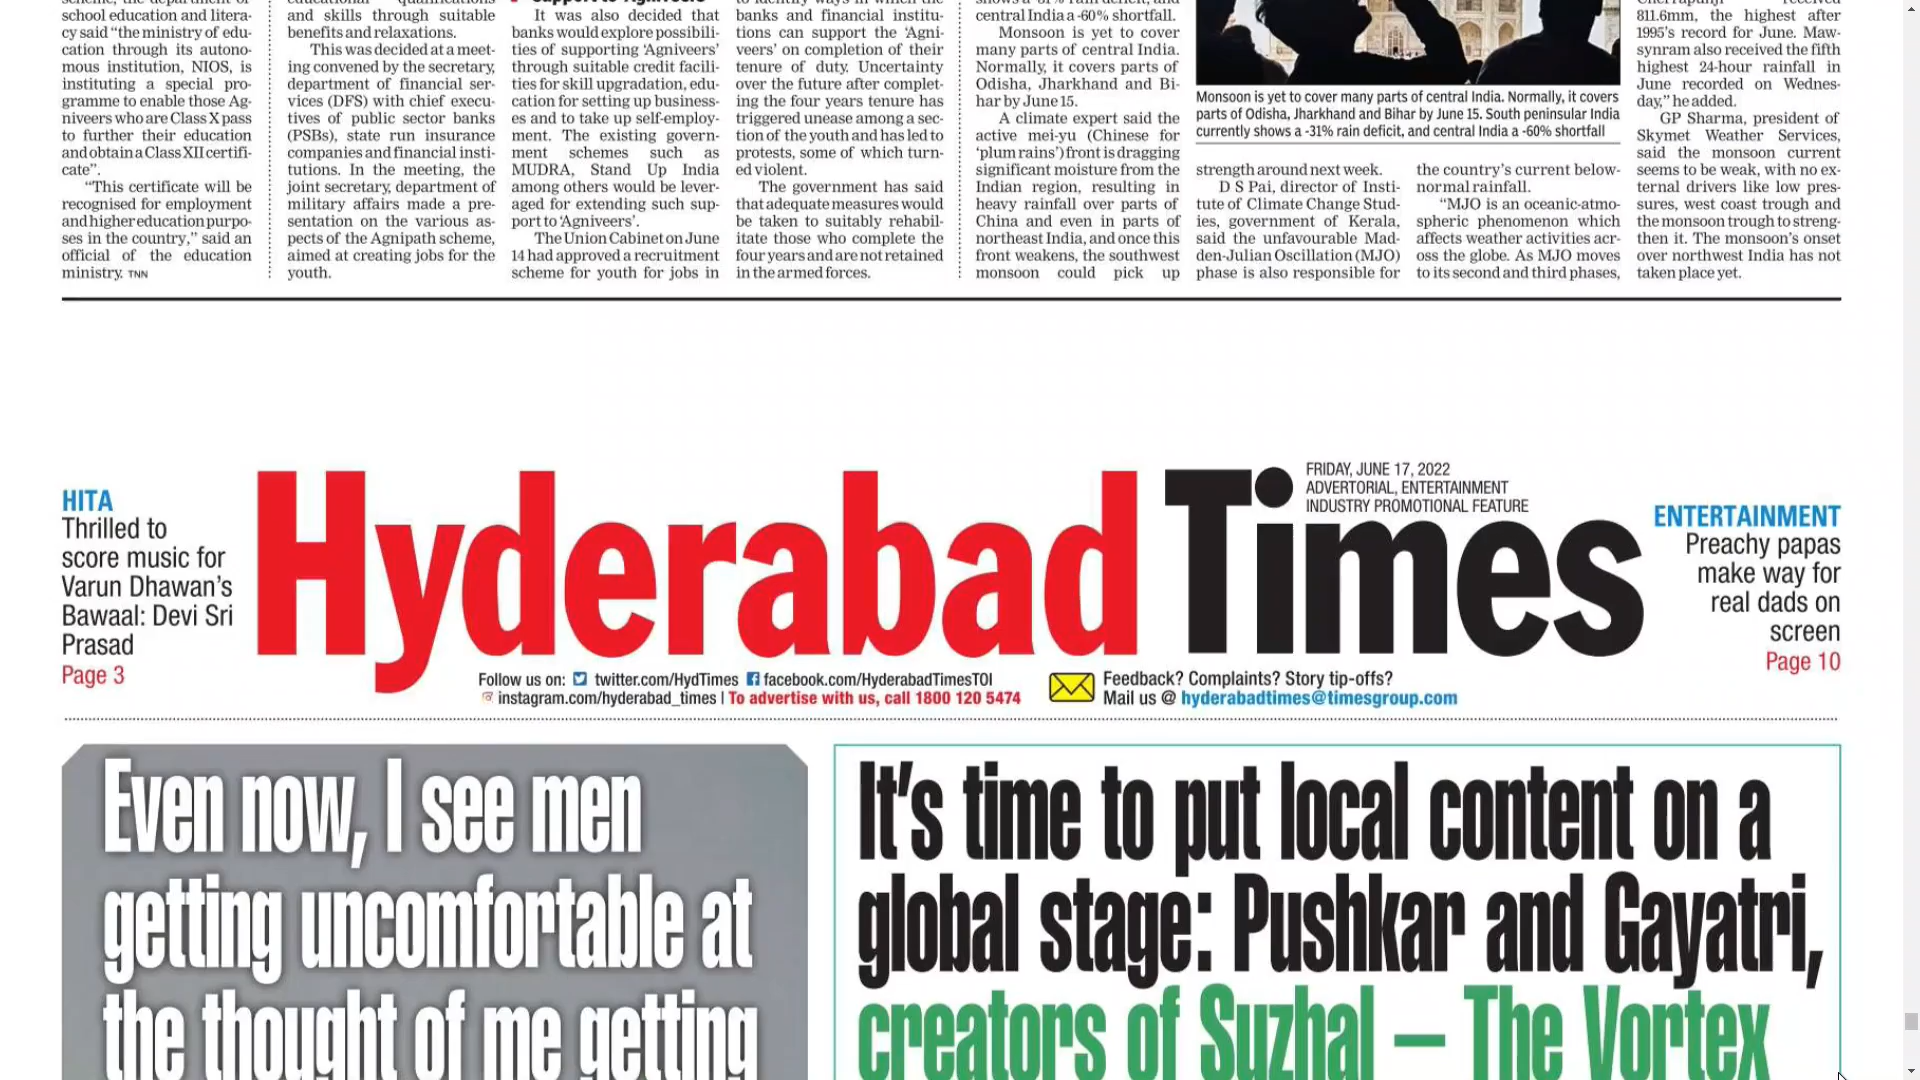 school education and litera-
cy said “the ministry of edu-
cation through its autono-
mous institution, NIOS, is
instituting a special pro-
gramme to enable those Ag-
niveers who are Class X pass
to further their education
and obtain a Class XII certifi-
cate”.
“This certificate will be
recognised for employment
and higher education purpo-
ses in the country,” said an
official of the education
ministry. TNN
and skills through suitable
benefits and relaxations.
This was decided at a meet-
ing convened by the secretary,
department of financial ser-
vices (DFS) with chief execu-
tives of public sector banks
(PSBs), state run insurance
companies and financial insti-
tutions. In the meeting, the
joint secretary, department of
military affairs made a pre-
sentation on the various as-
pects of the Agnipath scheme,
aimed at creating jobs for the
youth.
It was also decided that
banks would explore possibili-
ties of supporting ‘Agniveers’
through suitable credit facili-
ties for skill upgradation, edu-
cation for setting up business-
es and to take up self-employ-
ment. The existing govern-
ment schemes such as
MUDRA, Stand Up India
among others would be lever-
aged for extending such sup-
port to ‘Agniveers’.
The Union Cabinet on June
14 had approved a recruitment
scheme for youth for jobs in
banks and financial institu-
tions can support the ‘Agni-
veers’ on completion of their
tenure of duty. Uncertainty
over the future after complet-
ing the four years tenure has
triggered unease among a sec-
tion of the youth and has led to
protests, some of which turn-
ed violent.
The government has said
that adequate measures would
be taken to suitably rehabil-
itate those who complete the
four years and are not retained
in the armed forces.
central India a -60% shortfall.
Monsoon is yet to cover
many parts of central India.
Normally, it covers parts of
Odisha, Jharkhand and Bi-
har by June 15.
A climate expert said the
active mei-yu (Chinese for
‘plum rains’) front is dragging
significant moisture from the
Indian region, resulting in
heavy rainfall over parts of
China and even in parts of
northeast India, and once this
front weakens, the southwest
monsoon could pick up
Monsoon is yet to cover many parts of central India. Normally, it covers
parts of Odisha, Jharkhand and Bihar by June 15. South peninsular India
currently shows a -31% rain deficit, and central India a -60% shortfall
strength around next week.
D S Pai, director of Insti-
tute of Climate Change Stud-
ies, government of Kerala,
said the unfavourable Mad-
den-Julian Oscillation (MJO)
phase is also responsible for
the country’s current below-
normal rainfall.
“MJO is an oceanic-atmo-
spheric phenomenon which
affects weather activities acr-
oss the globe. As MJO moves
to its second and third phases,
811.6mm, the highest after
1995’s record for June. Maw-
synram also received the fifth
highest 24-hour rainfall in
June recorded on Wednes-
day,” he added.
GP Sharma, president of
Skymet Weather Services,
said the monsoon current
seems to be weak, with no ex-
ternal drivers like low pres-
sures, west coast trough and
the monsoon trough to streng-
then it. The monsoon’s onset
over northwest India has not
taken place yet.
HITA
Thrilled to
score music for
Varun Dhawan’s
Bawaal: Devi Sri
Prasad
Page 3
Hyderabad Times
FRIDAY, JUNE 17, 2022
ADVERTORIAL, ENTERTAINMENT
INDUSTRY PROMOTIONAL FEATURE
ENTERTAINMENT
Preachy papas
make way for
real dads on
screen
Page 10
Follow us on: twitter.com/HydTimes facebook.com/HyderabadTimesTOI
instagram.com/hyderabad_times | To advertise with us, call 1800 120 5474
Feedback? Complaints? Story tip-offs?
Mail us @ hyderabadtimes@timesgroup.com
Even now, I see men
getting uncomfortable at
the thought of me getting
It’s time to put local content on a
global stage: Pushkar and Gayatri,
creators of Suzhal – The Vortex